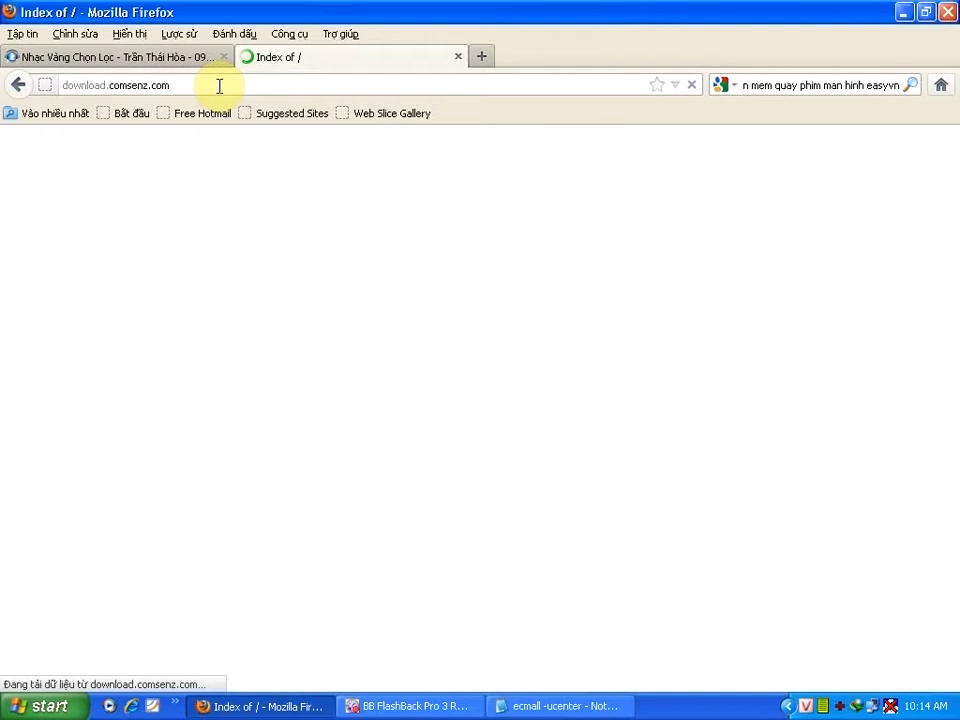 Index of / - Mozilla Firefox
Tập tin Chỉnh sửa Hiển thị Lược sử Đánh dấu Công cụ Trợ giúp
Nhạc Vàng Chọn Lọc - Trần Thái Hòa - 09... Index of /
download.comsenz.com n mem quay phim man hinh easyvn
Vào nhiều nhất Bắt đầu Free Hotmail Suggested Sites Web Slice Gallery
Đang tải dữ liệu từ download.comsenz.com...
start Index of / - Mozilla Fir... BB FlashBack Pro 3 R... ecmall -ucenter - Not... 10:14 AM